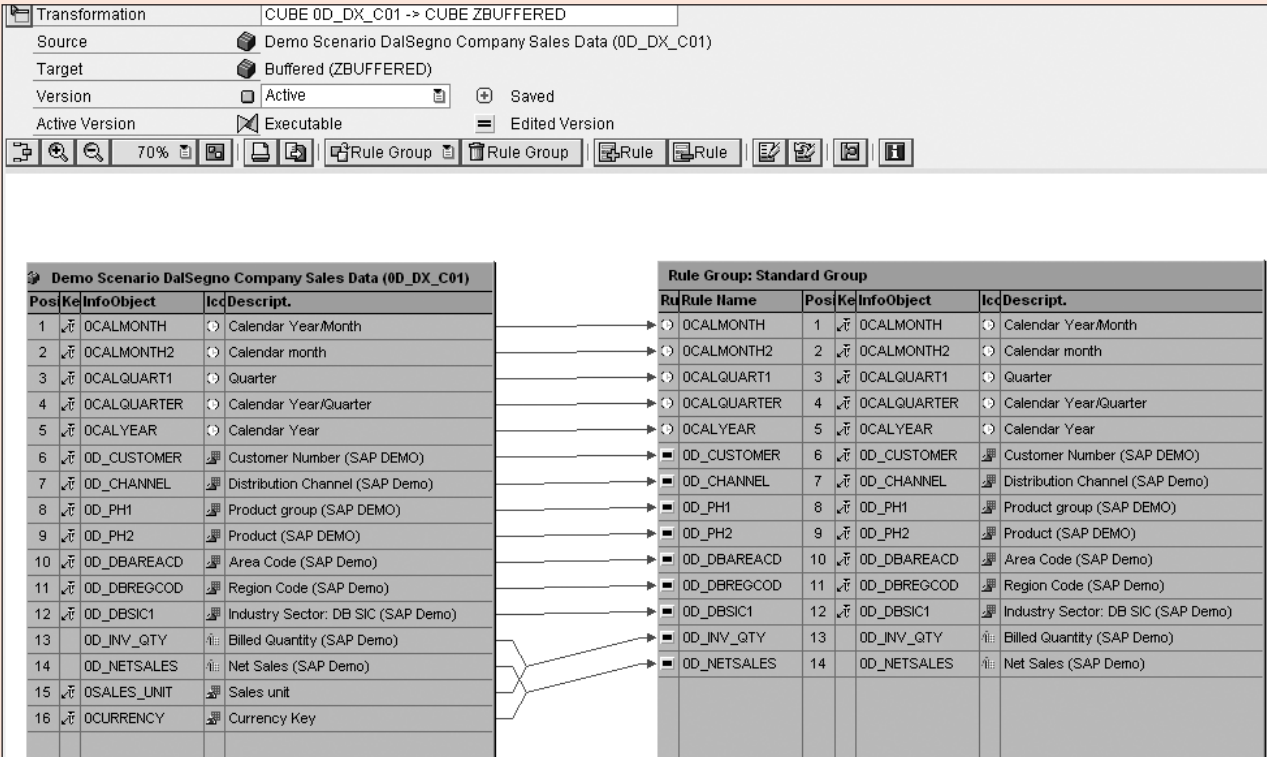 Transformation CUBE 0D_DX_C01 -> CUBE ZBUFFERED
Source Demo Scenario DalSegno Company Sales Data (0D_DX_C01)
Target Buffered (ZBUFFERED)
Version Active Saved
Active Version Executable Edited Version
70% Rule Group Rule Group Rule Rule
Demo Scenario DalSegno Company Sales Data (0D_DX_C01)
Posi Ke InfoObject Icc Descript.
1 0CALMONTH Calendar Year/Month
2 0CALMONTH2 Calendar month
3 0CALQUART1 Quarter
4 0CALQUARTER Calendar Year/Quarter
5 0CALYEAR Calendar Year
6 0D_CUSTOMER Customer Number (SAP DEMO)
7 0D_CHANNEL Distribution Channel (SAP Demo)
8 0D_PH1 Product group (SAP DEMO)
9 0D_PH2 Product (SAP DEMO)
10 0D_DBAREACD Area Code (SAP Demo)
11 0D_DBREGCOD Region Code (SAP Demo)
12 0D_DBSIC1 Industry Sector: DB SIC (SAP Demo)
13 0D_INV_QTY Billed Quantity (SAP Demo)
14 0D_NETSALES Net Sales (SAP Demo)
15 0SALES_UNIT Sales unit
16 0CURRENCY Currency Key
Rule Group: Standard Group
Ru Rule Name Posi Ke InfoObject Icc Descript.
0CALMONTH 1 0CALMONTH Calendar Year/Month
0CALMONTH2 2 0CALMONTH2 Calendar month
0CALQUART1 3 0CALQUART1 Quarter
0CALQUARTER 4 0CALQUARTER Calendar Year/Quarter
0CALYEAR 5 0CALYEAR Calendar Year
0D_CUSTOMER 6 0D_CUSTOMER Customer Number (SAP DEMO)
0D_CHANNEL 7 0D_CHANNEL Distribution Channel (SAP Demo)
0D_PH1 8 0D_PH1 Product group (SAP DEMO)
0D_PH2 9 0D_PH2 Product (SAP DEMO)
0D_DBAREACD 10 0D_DBAREACD Area Code (SAP Demo)
0D_DBREGCOD 11 0D_DBREGCOD Region Code (SAP Demo)
0D_DBSIC1 12 0D_DBSIC1 Industry Sector: DB SIC (SAP Demo)
0D_INV_QTY 13 0D_INV_QTY Billed Quantity (SAP Demo)
0D_NETSALES 14 0D_NETSALES Net Sales (SAP Demo)